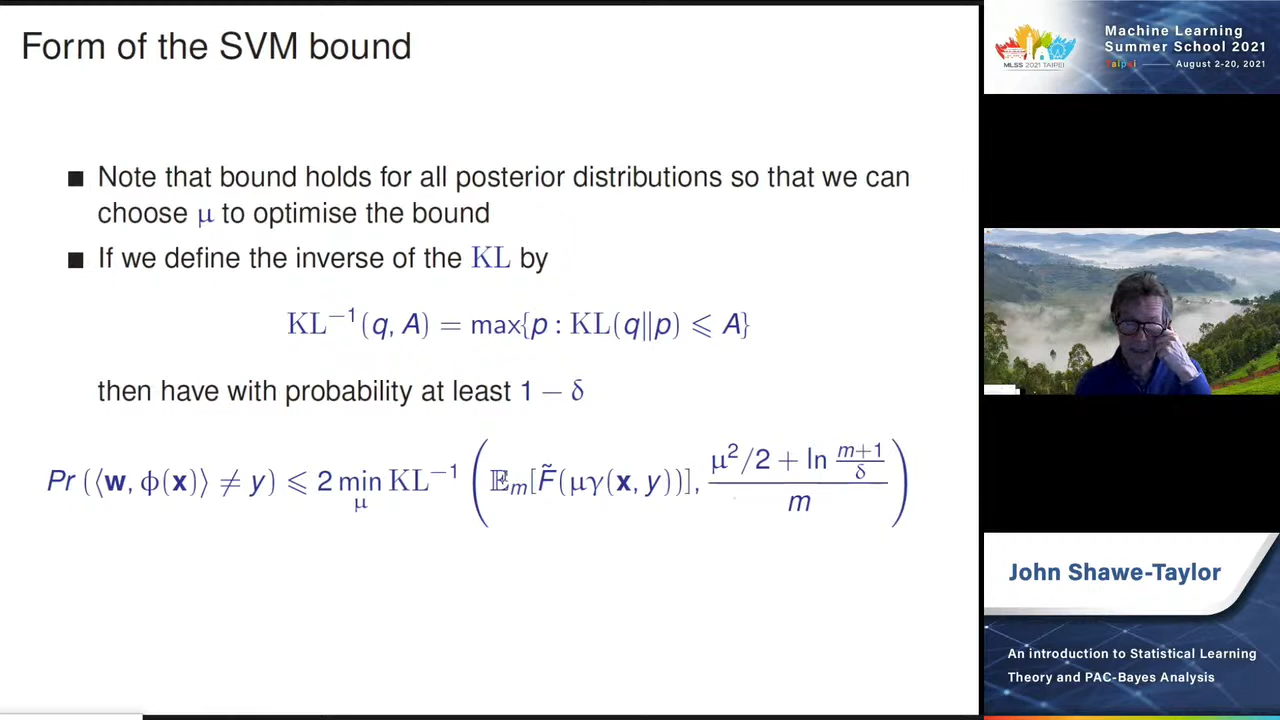 Form of the SVM bound
■ Note that bound holds for all posterior distributions so that we can
choose μ to optimise the bound
■ If we define the inverse of the KL by
KL⁻¹(q, A) = max{p : KL(q‖p) ⩽ A}
then have with probability at least 1 − δ
Pr (⟨w, ϕ(x)⟩ ≠ y) ⩽ 2 min_μ KL⁻¹ ( 𝔼ₘ[F̃(μγ(x, y))], (μ²/2 + ln ((m+1)/δ))/m )
Machine Learning
Summer School 2021
Taipei August 2-20, 2021
MLSS 2021 TAIPEI
John Shawe-Taylor
An introduction to Statistical Learning
Theory and PAC-Bayes Analysis